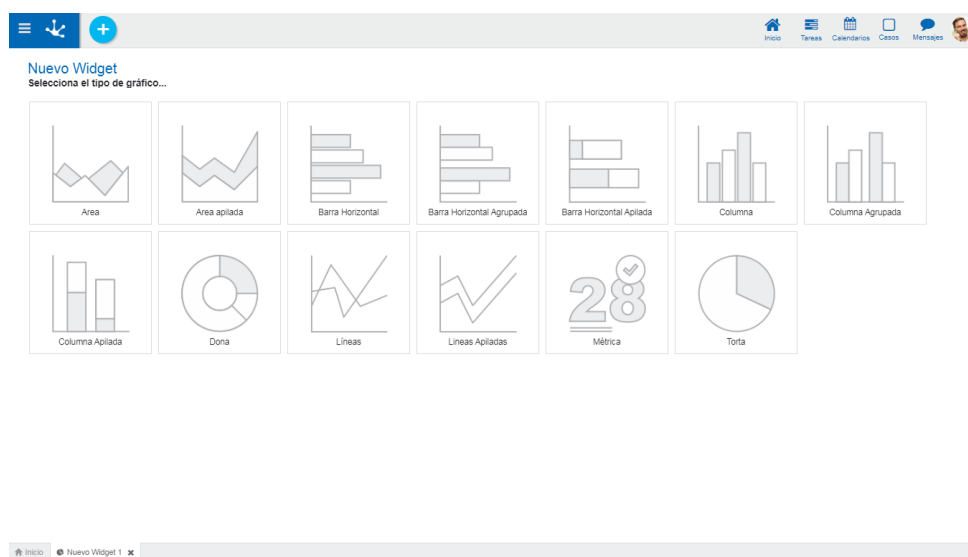 Inicio
Tareas
Calendarios
Casos
Mensajes
Nuevo Widget
Selecciona el tipo de gráfico...
Area
Area apilada
Barra Horizontal
Barra Horizontal Agrupada
Barra Horizontal Apilada
Columna
Columna Agrupada
28
Columna Apilada
Dona
Líneas
Lineas Apiladas
Métrica
Torta
Inicio
Nuevo Widget 1